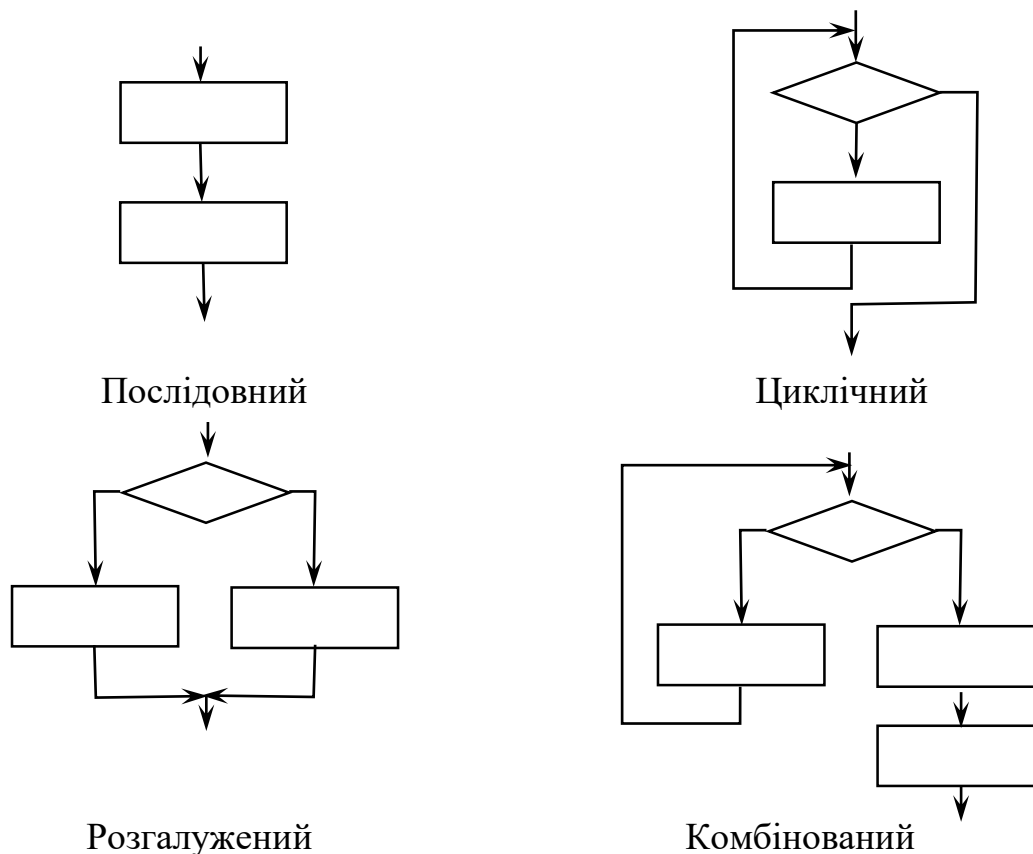 Послідовний
Циклічний
Розгалужений
Комбінований